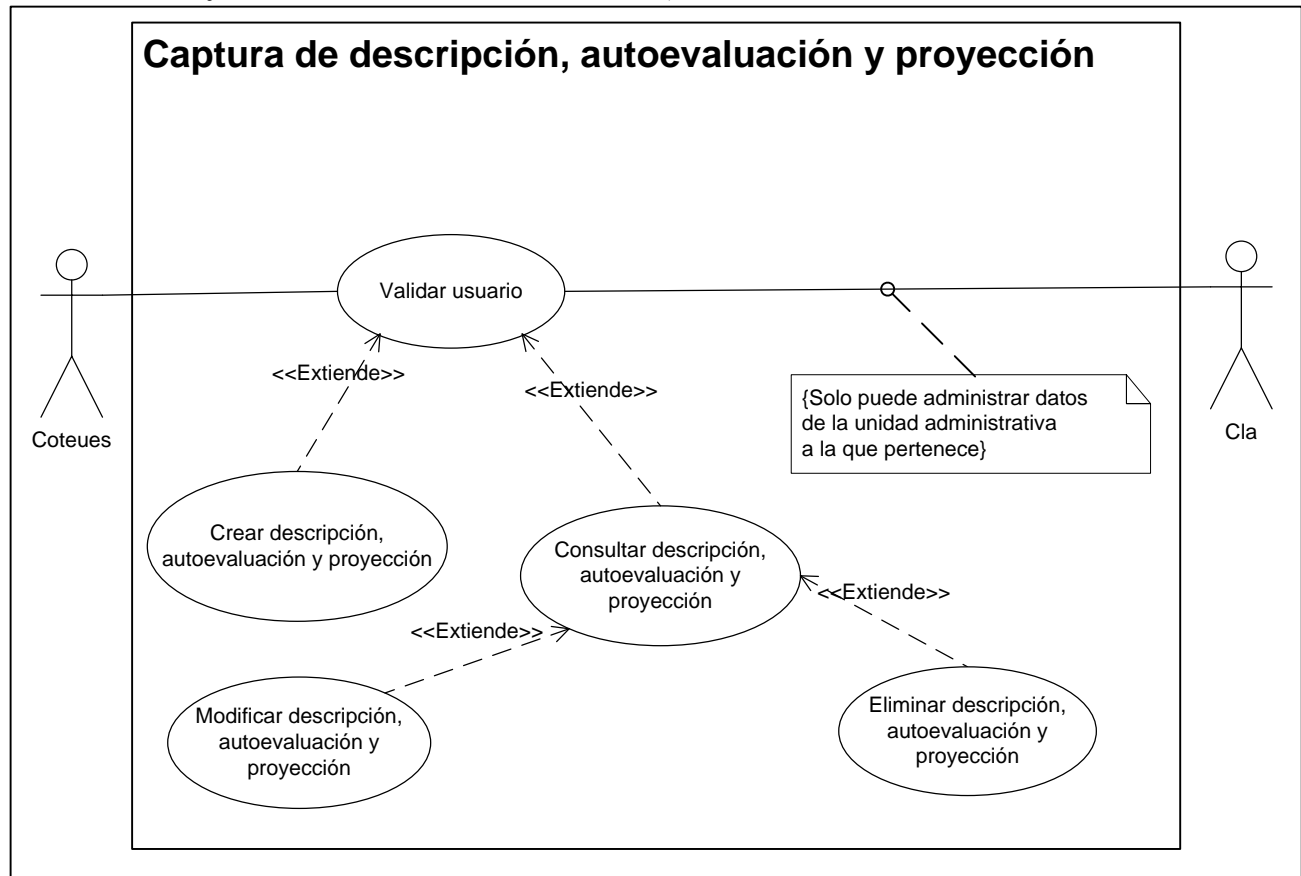 Captura de descripción, autoevaluación y proyección
Validar usuario
<<Extiende>>
<<Extiende>>
{Solo puede administrar datos
de la unidad administrativa
a la que pertenece}
Coteues
Cla
Crear descripción,
autoevaluación y proyección
Consultar descripción,
autoevaluación y
proyección
<<Extiende>>
<<Extiende>>
Modificar descripción,
autoevaluación y
proyección
Eliminar descripción,
autoevaluación y
proyección